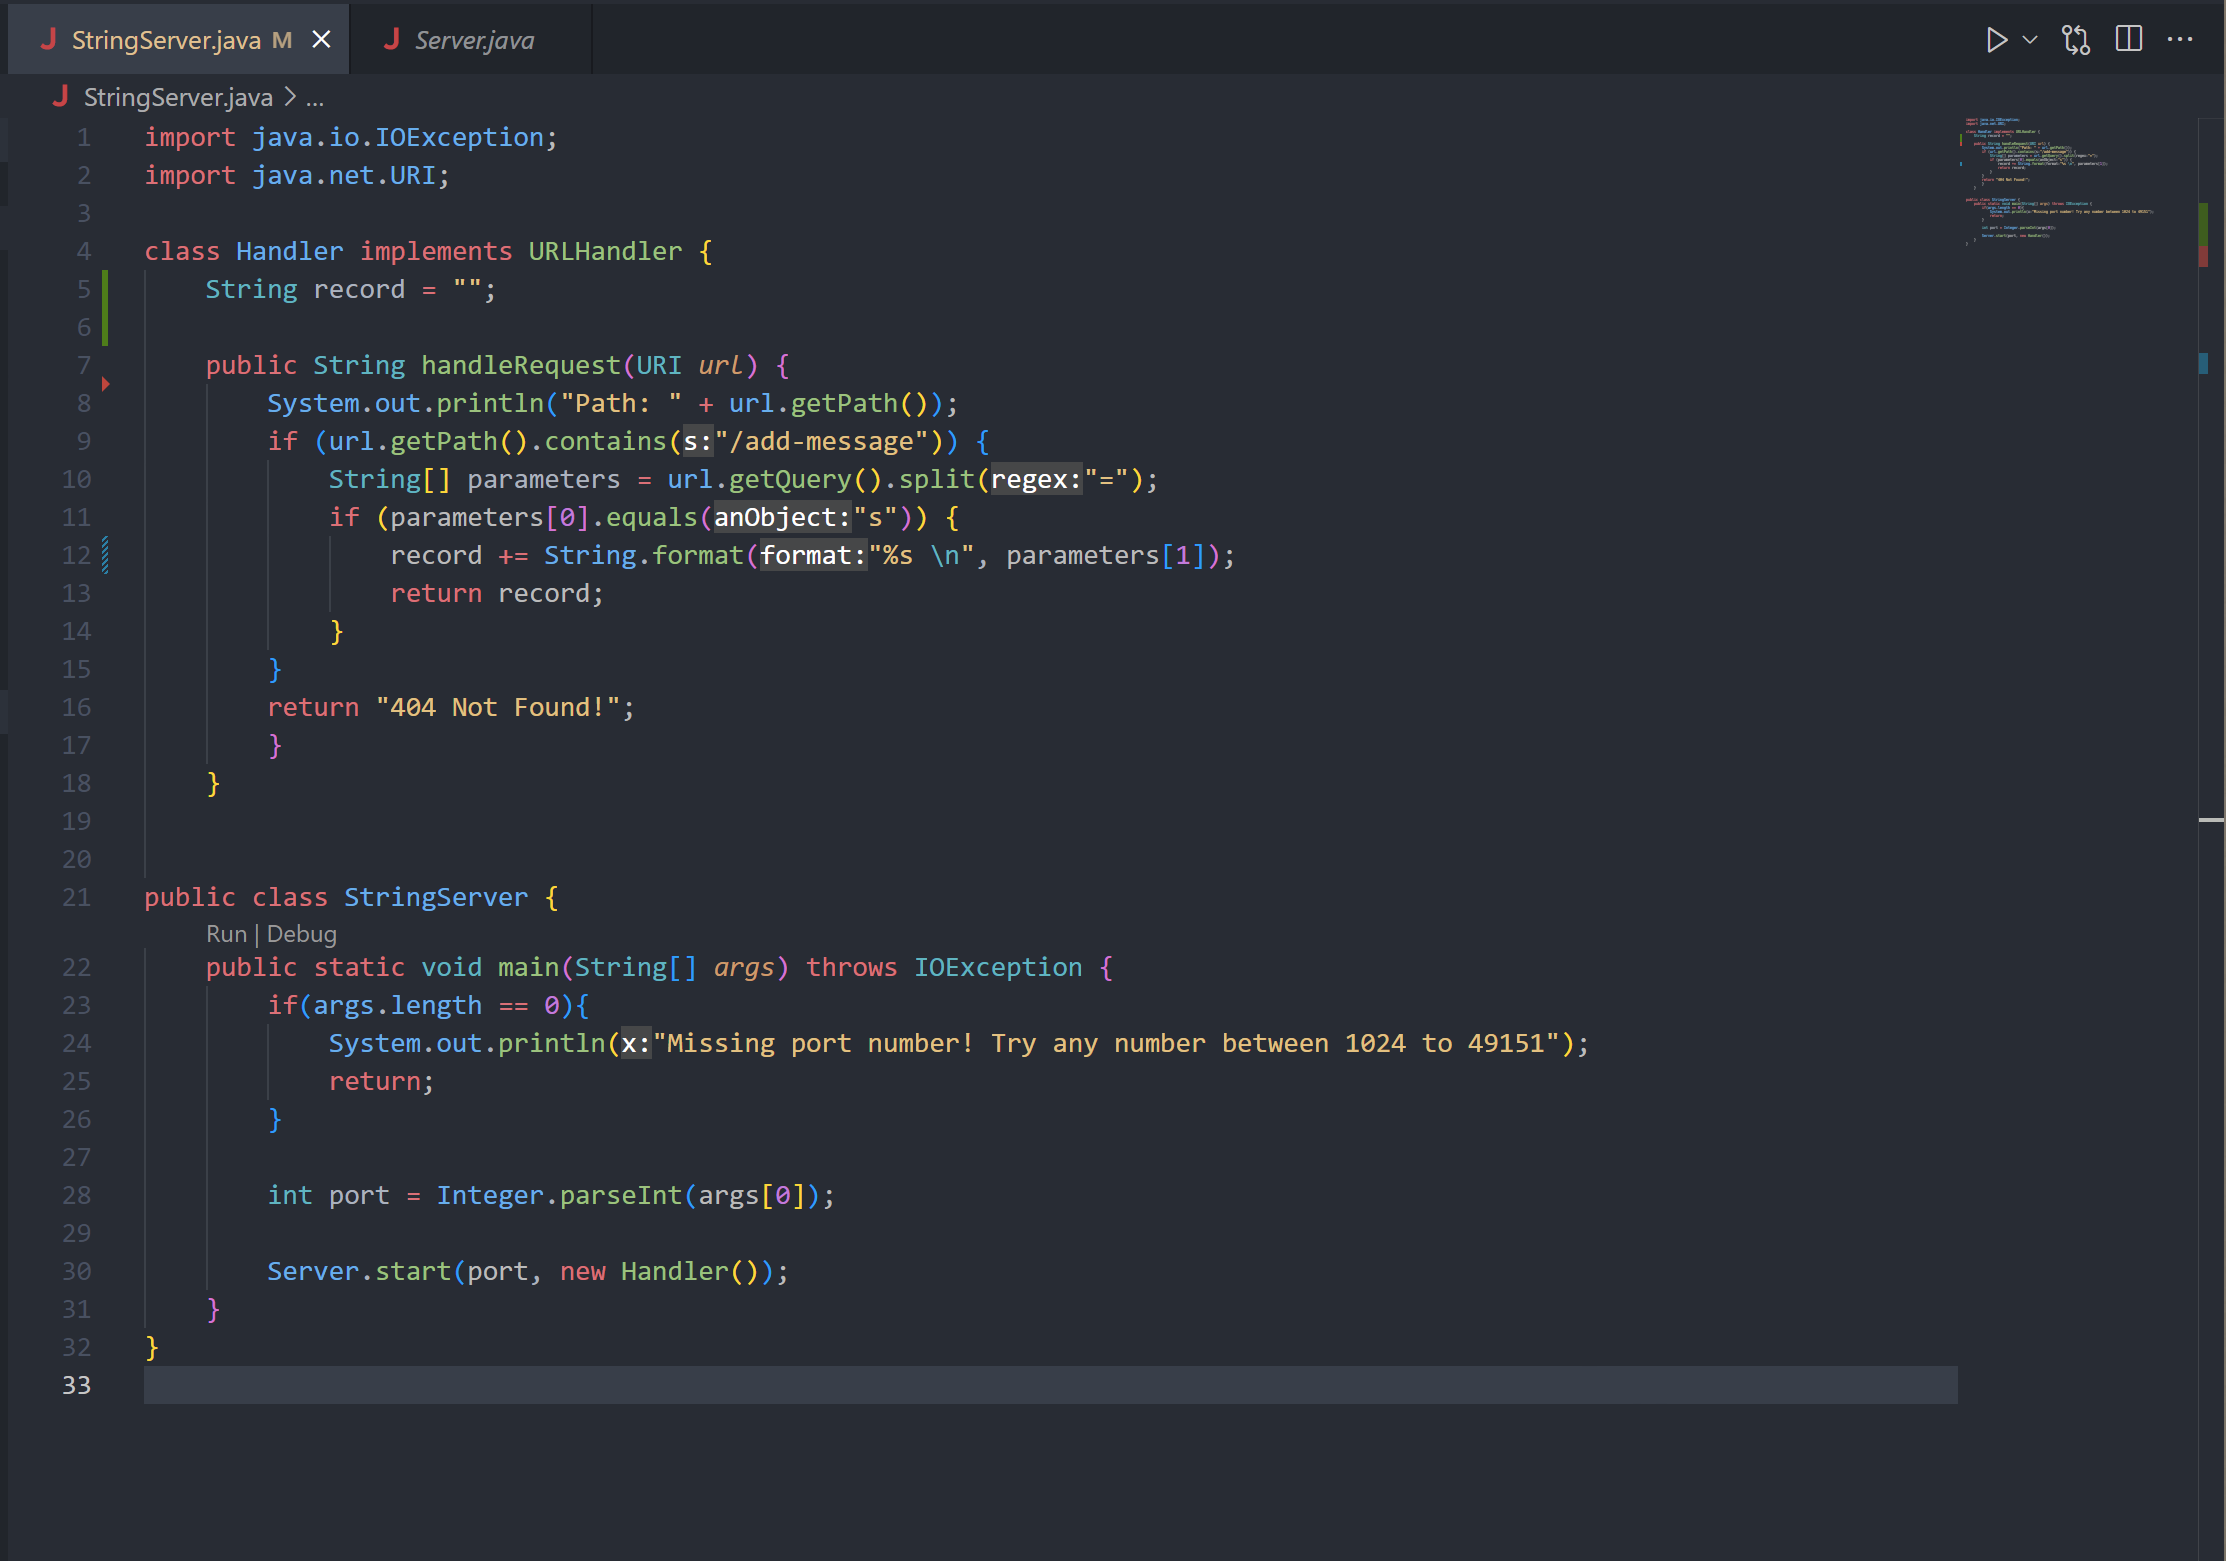 StringServer.java M
Server.java
StringServer.java > ...
1 import java.io.IOException;
2 import java.net.URI;
3
4 class Handler implements URLHandler {
5 String record = "";
6
7 public String handleRequest(URI url) {
8 System.out.println("Path: " + url.getPath());
9 if (url.getPath().contains(s:"/add-message")) {
10 String[] parameters = url.getQuery().split(regex:"=");
11 if (parameters[0].equals(anObject:"s")) {
12 record += String.format(format:"%s \n", parameters[1]);
13 return record;
14 }
15 }
16 return "404 Not Found!";
17 }
18 }
19
20
21 public class StringServer {
Run | Debug
22 public static void main(String[] args) throws IOException {
23 if(args.length == 0){
24 System.out.println(x:"Missing port number! Try any number between 1024 to 49151");
25 return;
26 }
27
28 int port = Integer.parseInt(args[0]);
29
30 Server.start(port, new Handler());
31 }
32 }
33